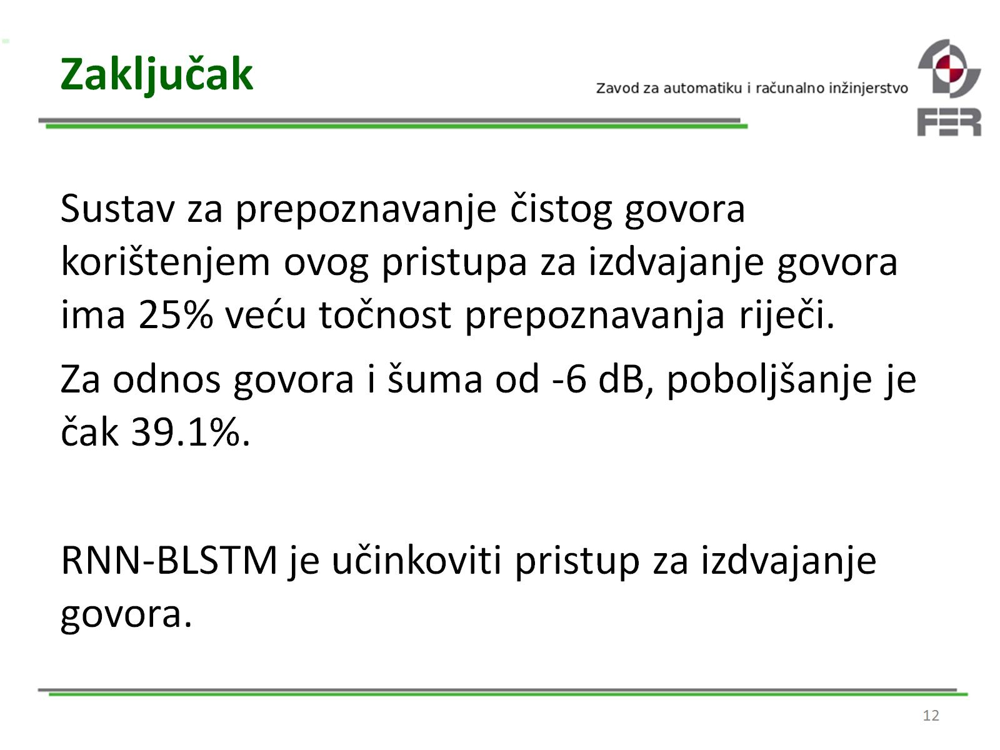 Zaključak
Zavod za automatiku i računalno inžinjerstvo
FER
Sustav za prepoznavanje čistog govora
korištenjem ovog pristupa za izdvajanje govora
ima 25% veću točnost prepoznavanja riječi.
Za odnos govora i šuma od -6 dB, poboljšanje je
čak 39.1%.
RNN-BLSTM je učinkoviti pristup za izdvajanje
govora.
12